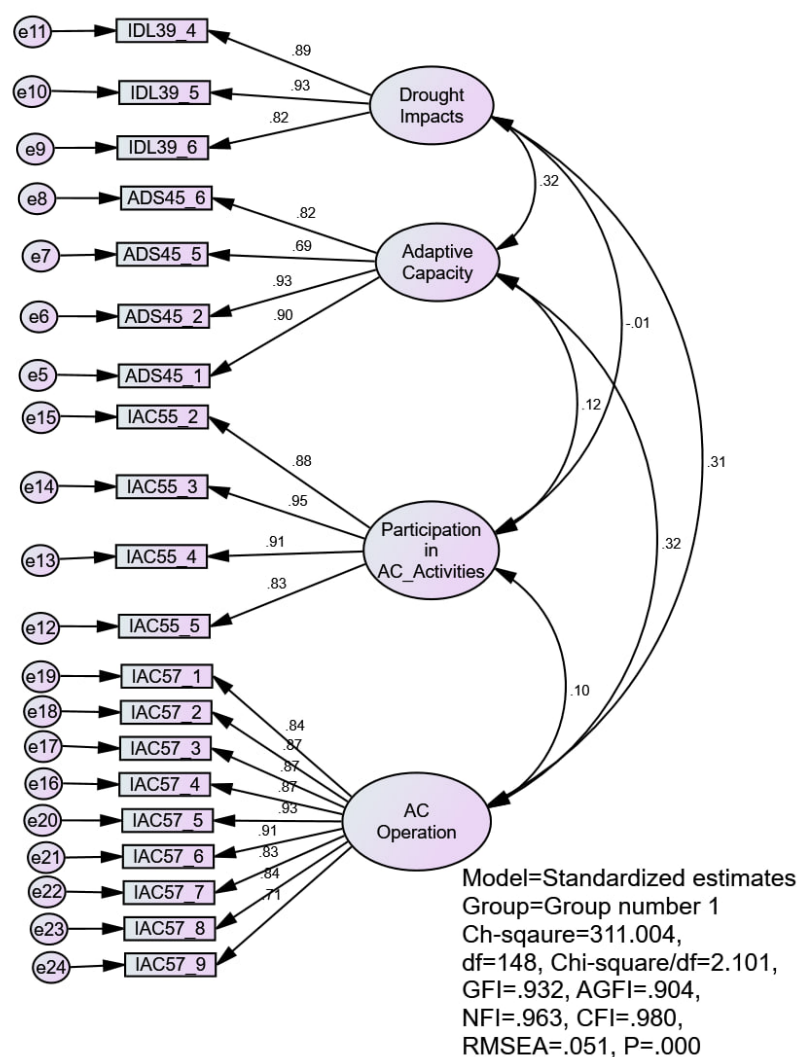 e11 IDL39_4
.89
e10 IDL39_5
.93
Drought
Impacts
e9 IDL39_6
.82
e8 ADS45_6
.82
.32
e7 ADS45_5
.69
Adaptive
Capacity
e6 ADS45_2
.93
.90
-.01
e5 ADS45_1
e15 IAC55_2
.12
.88
.31
e14 IAC55_3
.95
Participation
in
AC_Activities
.32
e13 IAC55_4
.91
.83
e12 IAC55_5
e19 IAC57_1
.10
e18 IAC57_2
.84
e17 IAC57_3
.87
.87
e16 IAC57_4
.87
e20 IAC57_5
.93
AC
Operation
e21 IAC57_6
.91
.83
e22 IAC57_7
.84
.71
e23 IAC57_8
e24 IAC57_9
Model=Standardized estimates
Group=Group number 1
Ch-sqaure=311.004,
df=148, Chi-square/df=2.101,
GFI=.932, AGFI=.904,
NFI=.963, CFI=.980,
RMSEA=.051, P=.000